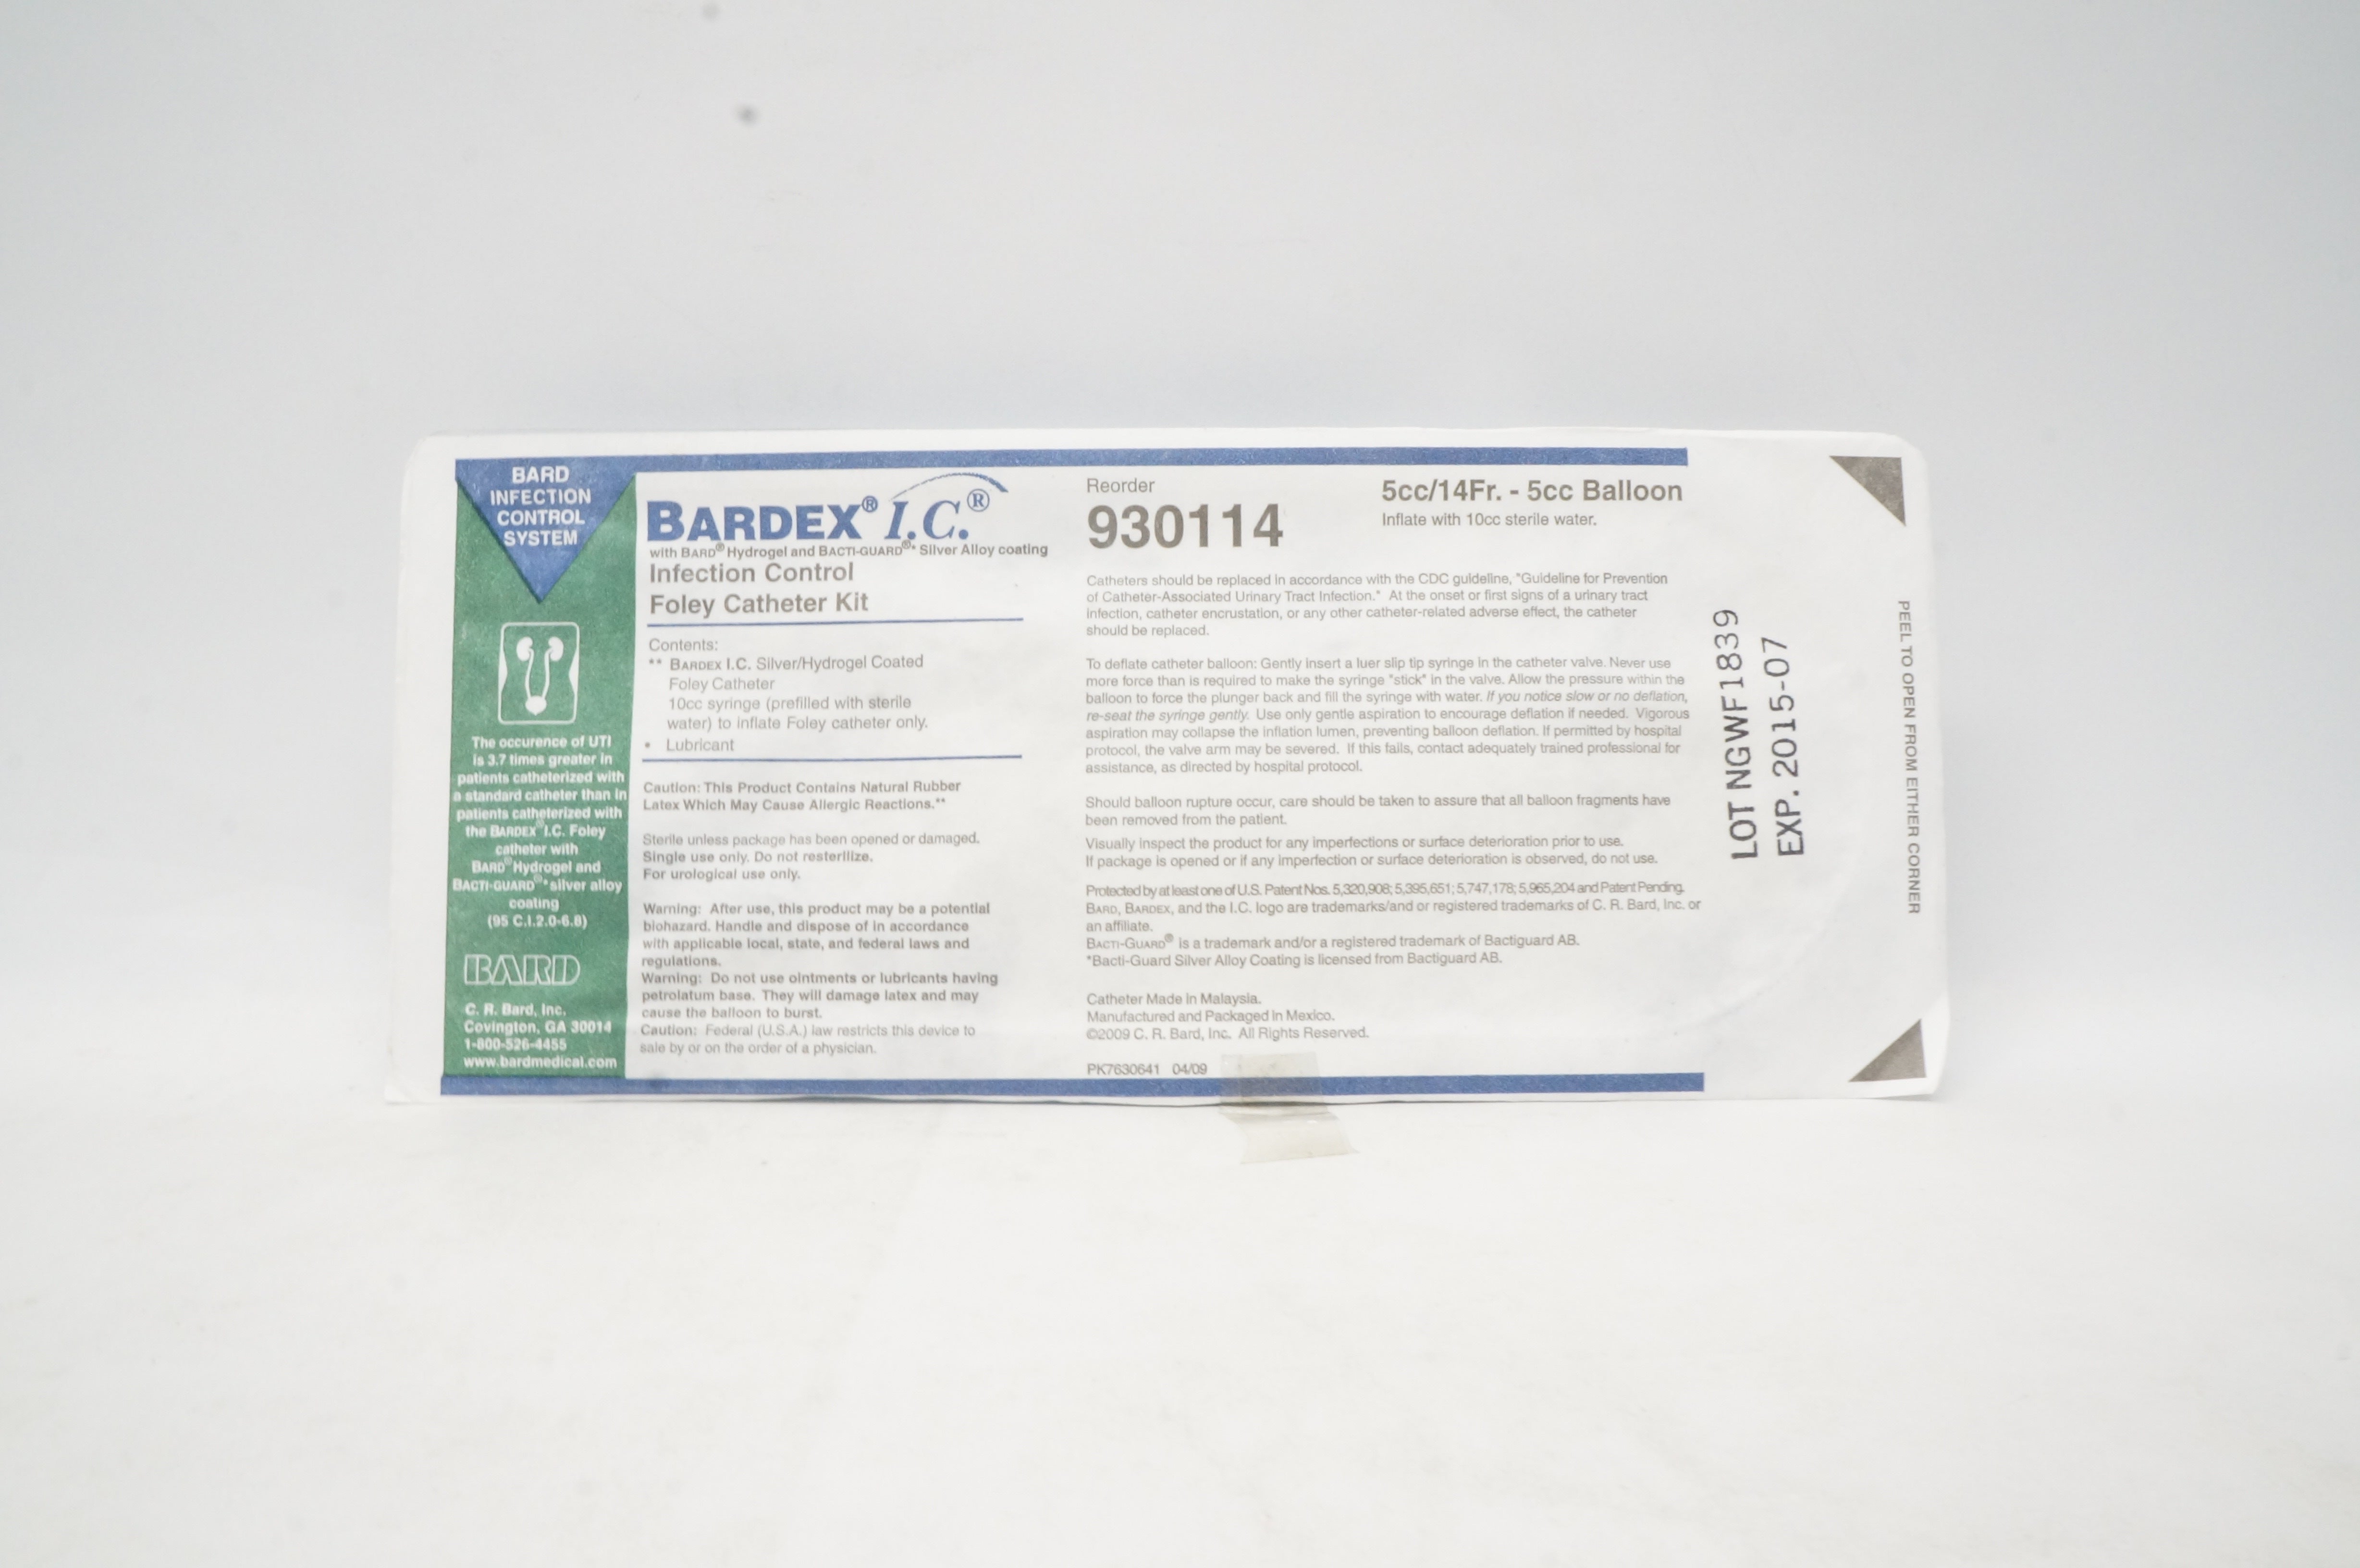 BARD
INFECTION
CONTROL
SYSTEM
The occurence of UTI
is 3.7 times greater in
patients catheterized with
a standard catheter than in
patients catheterized with
the BARDEX® I.C. Foley
catheter with
BARD® Hydrogel and
BACTI-GUARD®* silver alloy
coating
(95 C.I.2.0-6.8)
BARD
C. R. Bard, Inc.
Covington, GA 30014
1-800-526-4455
www.bardmedical.com
BARDEX® I.C.®
with BARD® Hydrogel and BACTI-GUARD®* Silver Alloy coating
Infection Control
Foley Catheter Kit
Contents:
** BARDEX I.C. Silver/Hydrogel Coated
Foley Catheter
10cc syringe (prefilled with sterile
water) to inflate Foley catheter only.
• Lubricant
Caution: This Product Contains Natural Rubber
Latex Which May Cause Allergic Reactions.**
Sterile unless package has been opened or damaged.
Single use only. Do not resterilize.
For urological use only.
Warning: After use, this product may be a potential
biohazard. Handle and dispose of in accordance
with applicable local, state, and federal laws and
regulations.
Warning: Do not use ointments or lubricants having
petrolatum base. They will damage latex and may
cause the balloon to burst.
Caution: Federal (U.S.A.) law restricts this device to
sale by or on the order of a physician.
Reorder
930114
5cc/14Fr. - 5cc Balloon
Inflate with 10cc sterile water.
Catheters should be replaced in accordance with the CDC guideline, "Guideline for Prevention
of Catheter-Associated Urinary Tract Infection." At the onset or first signs of a urinary tract
infection, catheter encrustation, or any other catheter-related adverse effect, the catheter
should be replaced.
To deflate catheter balloon: Gently insert a luer slip tip syringe in the catheter valve. Never use
more force than is required to make the syringe "stick" in the valve. Allow the pressure within the
balloon to force the plunger back and fill the syringe with water. If you notice slow or no deflation,
re-seat the syringe gently. Use only gentle aspiration to encourage deflation if needed. Vigorous
aspiration may collapse the inflation lumen, preventing balloon deflation. If permitted by hospital
protocol, the valve arm may be severed. If this fails, contact adequately trained professional for
assistance, as directed by hospital protocol.
Should balloon rupture occur, care should be taken to assure that all balloon fragments have
been removed from the patient.
Visually inspect the product for any imperfections or surface deterioration prior to use.
If package is opened or if any imperfection or surface deterioration is observed, do not use.
Protected by at least one of U.S. Patent Nos. 5,320,908; 5,395,651; 5,747,178; 5,965,204 and Patent Pending.
BARD, BARDEX, and the I.C. logo are trademarks/and or registered trademarks of C. R. Bard, Inc. or
an affiliate.
BACTI-GUARD® is a trademark and/or a registered trademark of Bactiguard AB.
*Bacti-Guard Silver Alloy Coating is licensed from Bactiguard AB.
Catheter Made in Malaysia.
Manufactured and Packaged in Mexico.
©2009 C. R. Bard, Inc. All Rights Reserved.
PK7630641 04/09
LOT NGWF1839
EXP. 2015-07
PEEL TO OPEN FROM EITHER CORNER